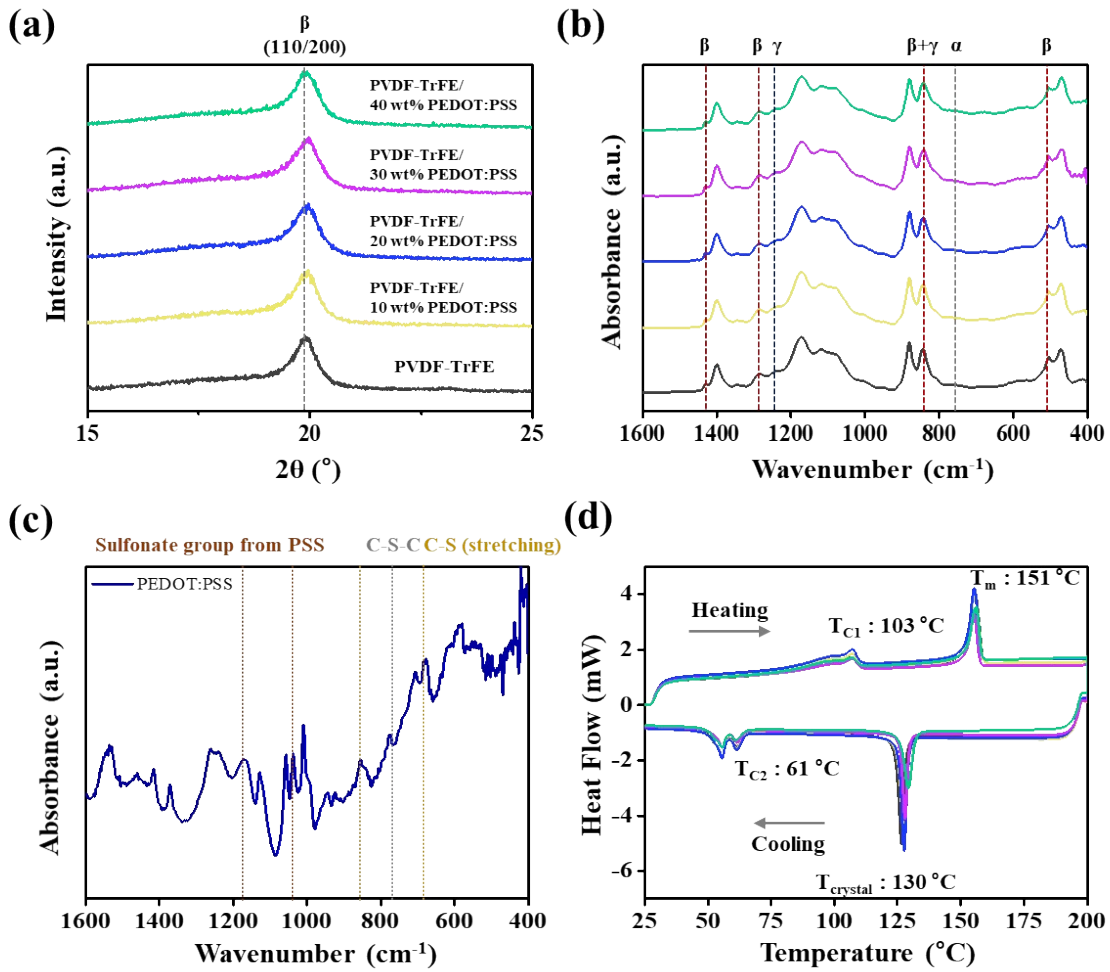 (a)
β
(110/200)
PVDF-TrFE/
40 wt% PEDOT:PSS
PVDF-TrFE/
30 wt% PEDOT:PSS
PVDF-TrFE/
20 wt% PEDOT:PSS
PVDF-TrFE/
10 wt% PEDOT:PSS
PVDF-TrFE
Intensity (a.u.)
15 20 25
2θ (°)
(b)
β β γ β+γ α β
Absorbance (a.u.)
1600 1400 1200 1000 800 600 400
Wavenumber (cm⁻¹)
(c)
Sulfonate group from PSS C-S-C C-S (stretching)
PEDOT:PSS
Absorbance (a.u.)
1600 1400 1200 1000 800 600 400
Wavenumber (cm⁻¹)
(d)
Heating
T_C1 : 103 °C
T_m : 151 °C
T_C2 : 61 °C
Cooling
T_crystal : 130 °C
Heat Flow (mW)
4
2
0
-2
-4
-6
25 50 75 100 125 150 175 200
Temperature (°C)